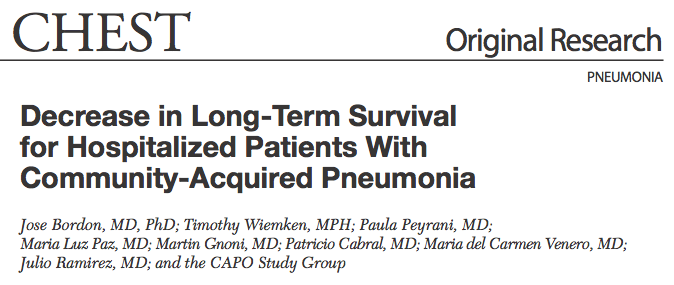 CHEST
Original Research
PNEUMONIA
Decrease in Long-Term Survival
for Hospitalized Patients With
Community-Acquired Pneumonia
Jose Bordon, MD, PhD; Timothy Wiemken, MPH; Paula Peyrani, MD;
Maria Luz Paz, MD; Martin Gnoni, MD; Patricio Cabral, MD; Maria del Carmen Venero, MD;
Julio Ramirez, MD; and the CAPO Study Group